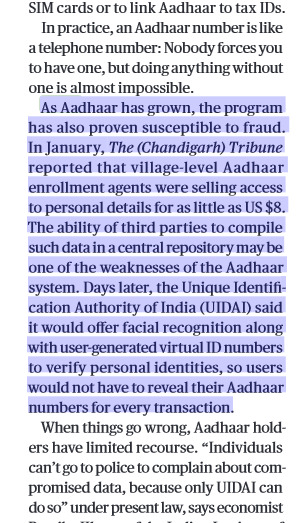 SIM cards or to link Aadhaar to tax IDs.
In practice, an Aadhaar number is like
a telephone number: Nobody forces you
to have one, but doing anything without
one is almost impossible.
As Aadhaar has grown, the program
has also proven susceptible to fraud.
In January, The (Chandigarh) Tribune
reported that village-level Aadhaar
enrollment agents were selling access
to personal details for as little as US $8.
The ability of third parties to compile
such data in a central repository may be
one of the weaknesses of the Aadhaar
system. Days later, the Unique Identifi-
cation Authority of India (UIDAI) said
it would offer facial recognition along
with user-generated virtual ID numbers
to verify personal identities, so users
would not have to reveal their Aadhaar
numbers for every transaction.
When things go wrong, Aadhaar hold-
ers have limited recourse. “Individuals
can’t go to police to complain about com-
promised data, because only UIDAI can
do so” under present law, says economist